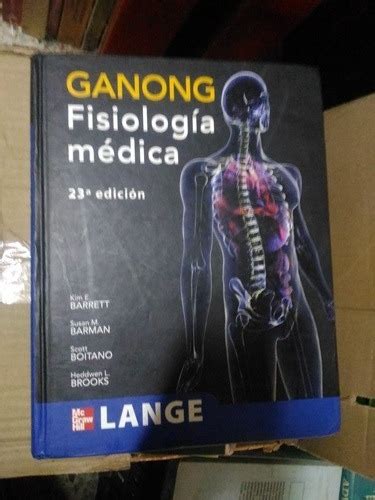 GANONG
Fisiología
médica
23ª edición
Kim E.
BARRETT
Susan M.
BARMAN
Scott
BOITANO
Heddwen L.
BROOKS
Mc
Graw
Hill
LANGE